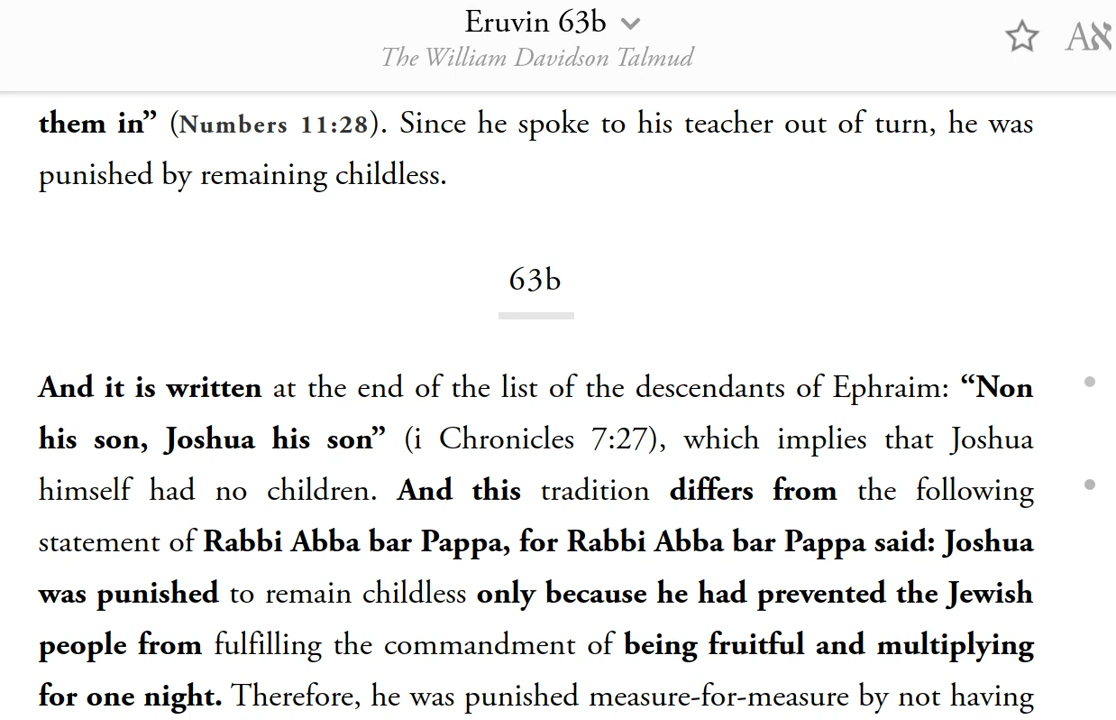 Eruvin 63b
The William Davidson Talmud
Aא
them in” (Numbers 11:28). Since he spoke to his teacher out of turn, he was
punished by remaining childless.
63b
And it is written at the end of the list of the descendants of Ephraim: “Non
his son, Joshua his son” (i Chronicles 7:27), which implies that Joshua
himself had no children. And this tradition differs from the following
statement of Rabbi Abba bar Pappa, for Rabbi Abba bar Pappa said: Joshua
was punished to remain childless only because he had prevented the Jewish
people from fulfilling the commandment of being fruitful and multiplying
for one night. Therefore, he was punished measure-for-measure by not having